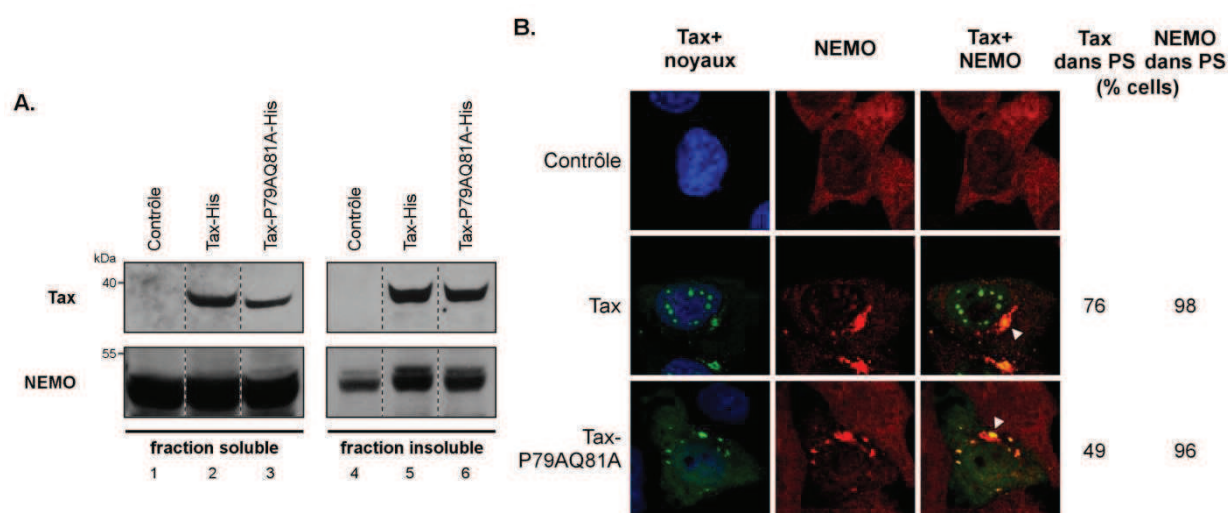 A.
Contrôle
Tax-His
Tax-P79AQ81A-His
Contrôle
Tax-His
Tax-P79AQ81A-His
kDa
40
Tax
55
NEMO
fraction soluble
fraction insoluble
1 2 3 4 5 6
B.
Tax+
noyaux
NEMO
Tax+
NEMO
Tax
dans PS
NEMO
dans PS
(% cells)
Contrôle
Tax
76 98
Tax-
P79AQ81A
49 96